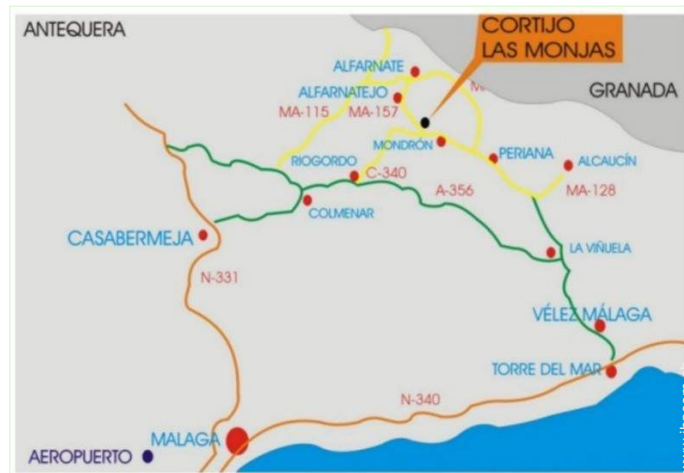 ANTEQUERA
CORTIJO
LAS MONJAS
ALFARNATE
GRANADA
ALFARNATEJO
MA-115
MA-157
MONDRÓN
PERIANA
RIOGORDO
C-340
ALCAUCÍN
MA-128
A-356
COLMENAR
CASABERMEJA
LA VIÑUELA
N-331
VÉLEZ MÁLAGA
TORRE DEL MAR
N-340
MALAGA
AEROPUERTO